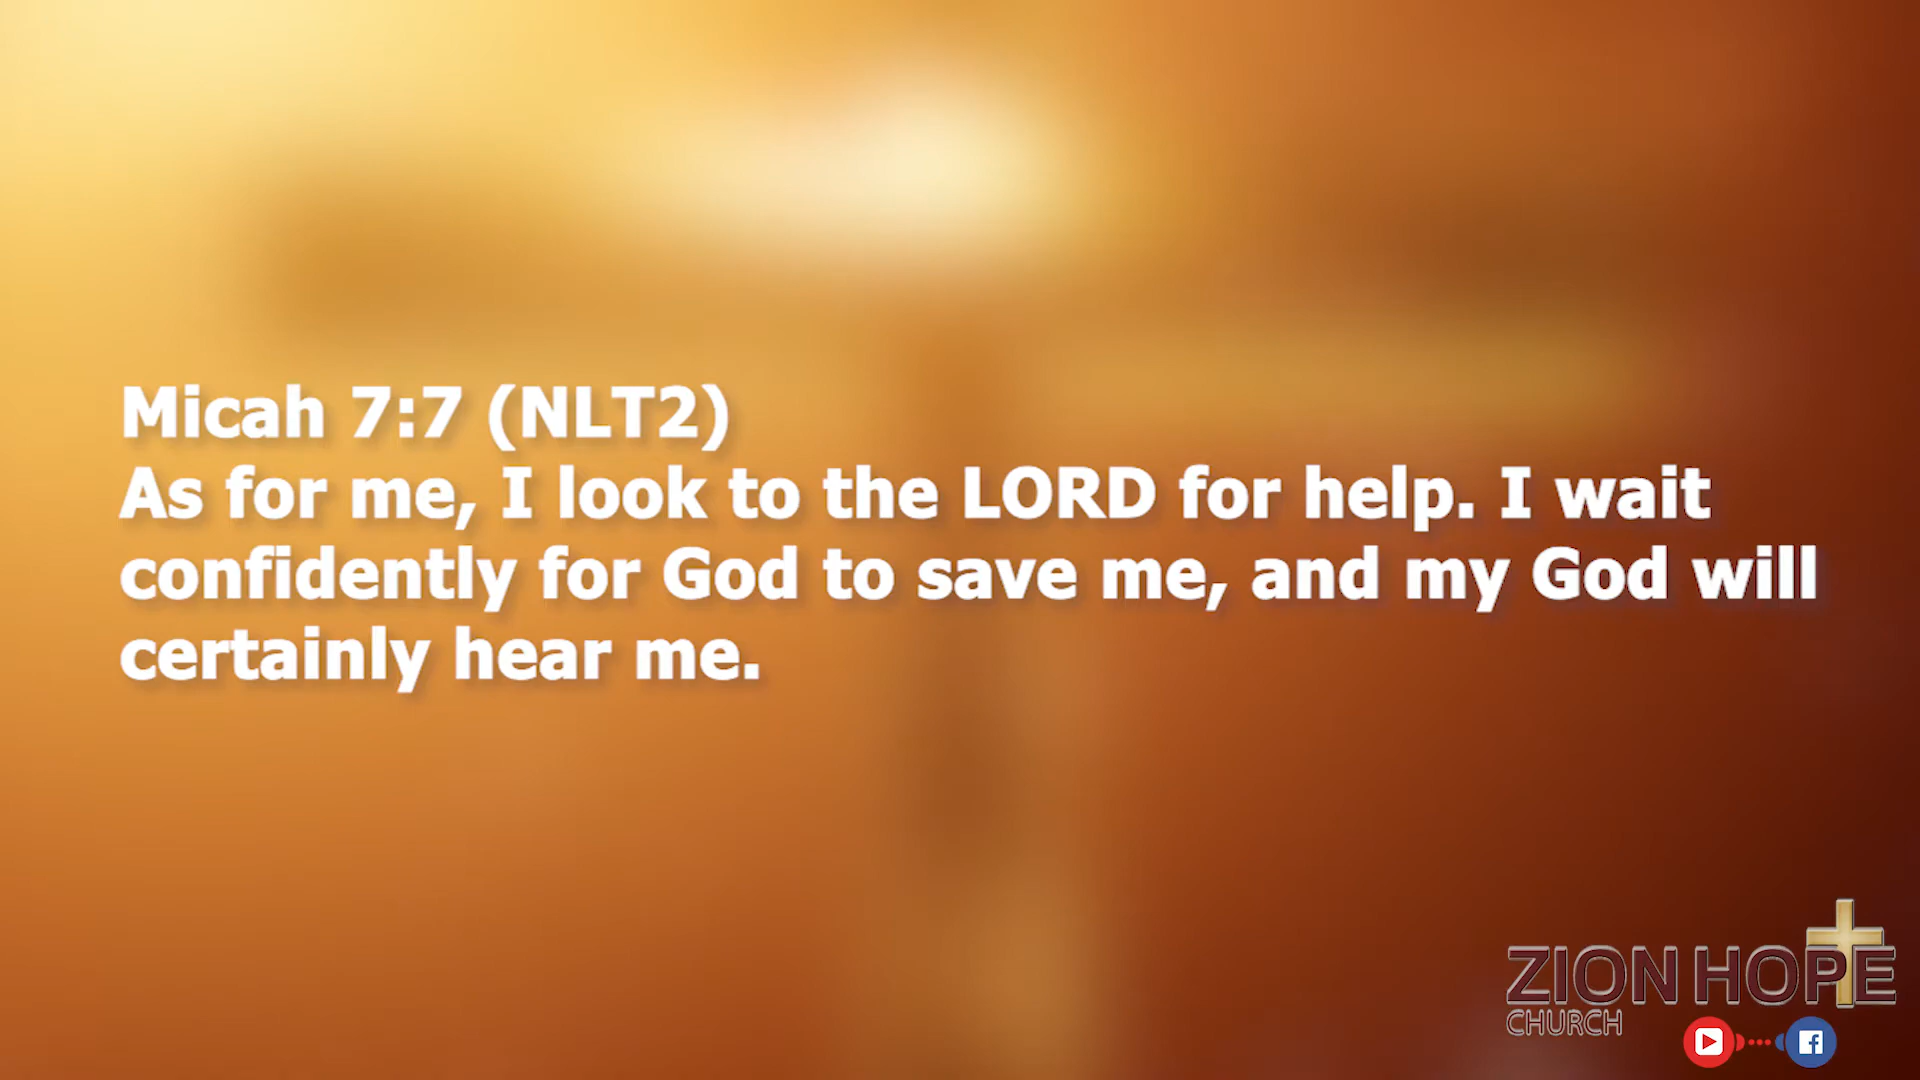 Micah 7:7 (NLT2)
As for me, I look to the LORD for help. I wait
confidently for God to save me, and my God will
certainly hear me.
ZION HOPE
CHURCH